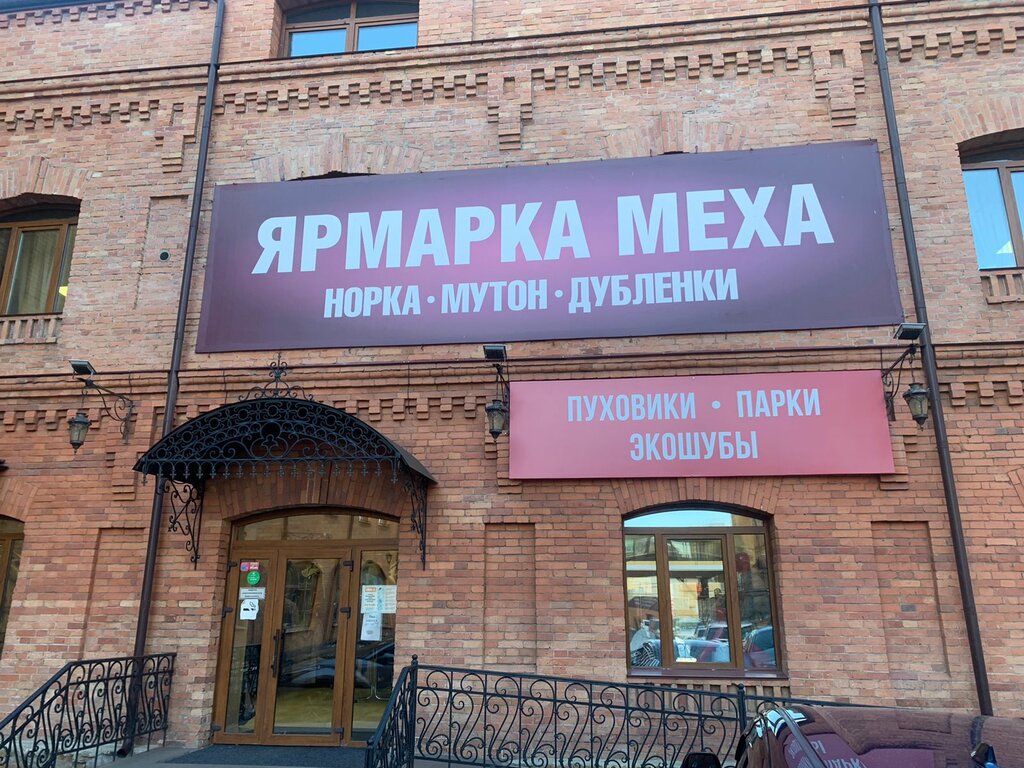 ЯРМАРКА МЕХА
НОРКА • МУТОН • ДУБЛЕНКИ
ПУХОВИКИ • ПАРКИ
ЭКОШУБЫ